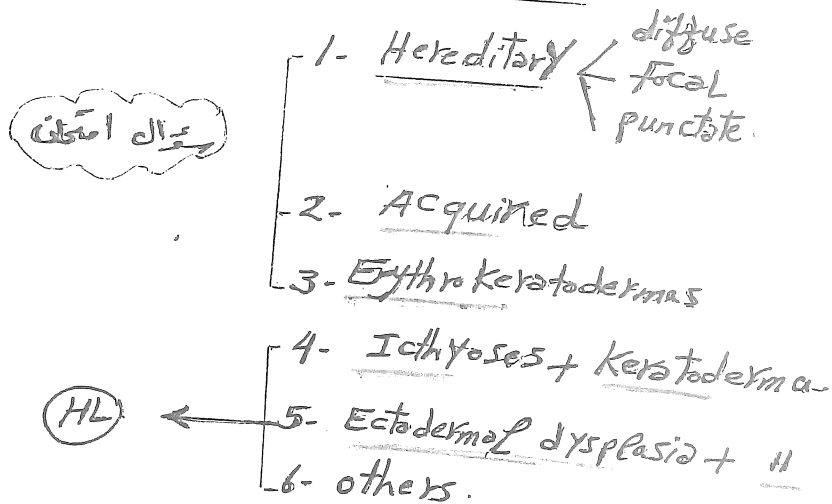 1- Hereditary
diffuse
focal
punctate.
سؤال امتحان
2- Acquired
3- Erythrokeratodermas
4- Icthyoses + Keratoderma
HL
5- Ectodermal dysplasia + "
6- others.